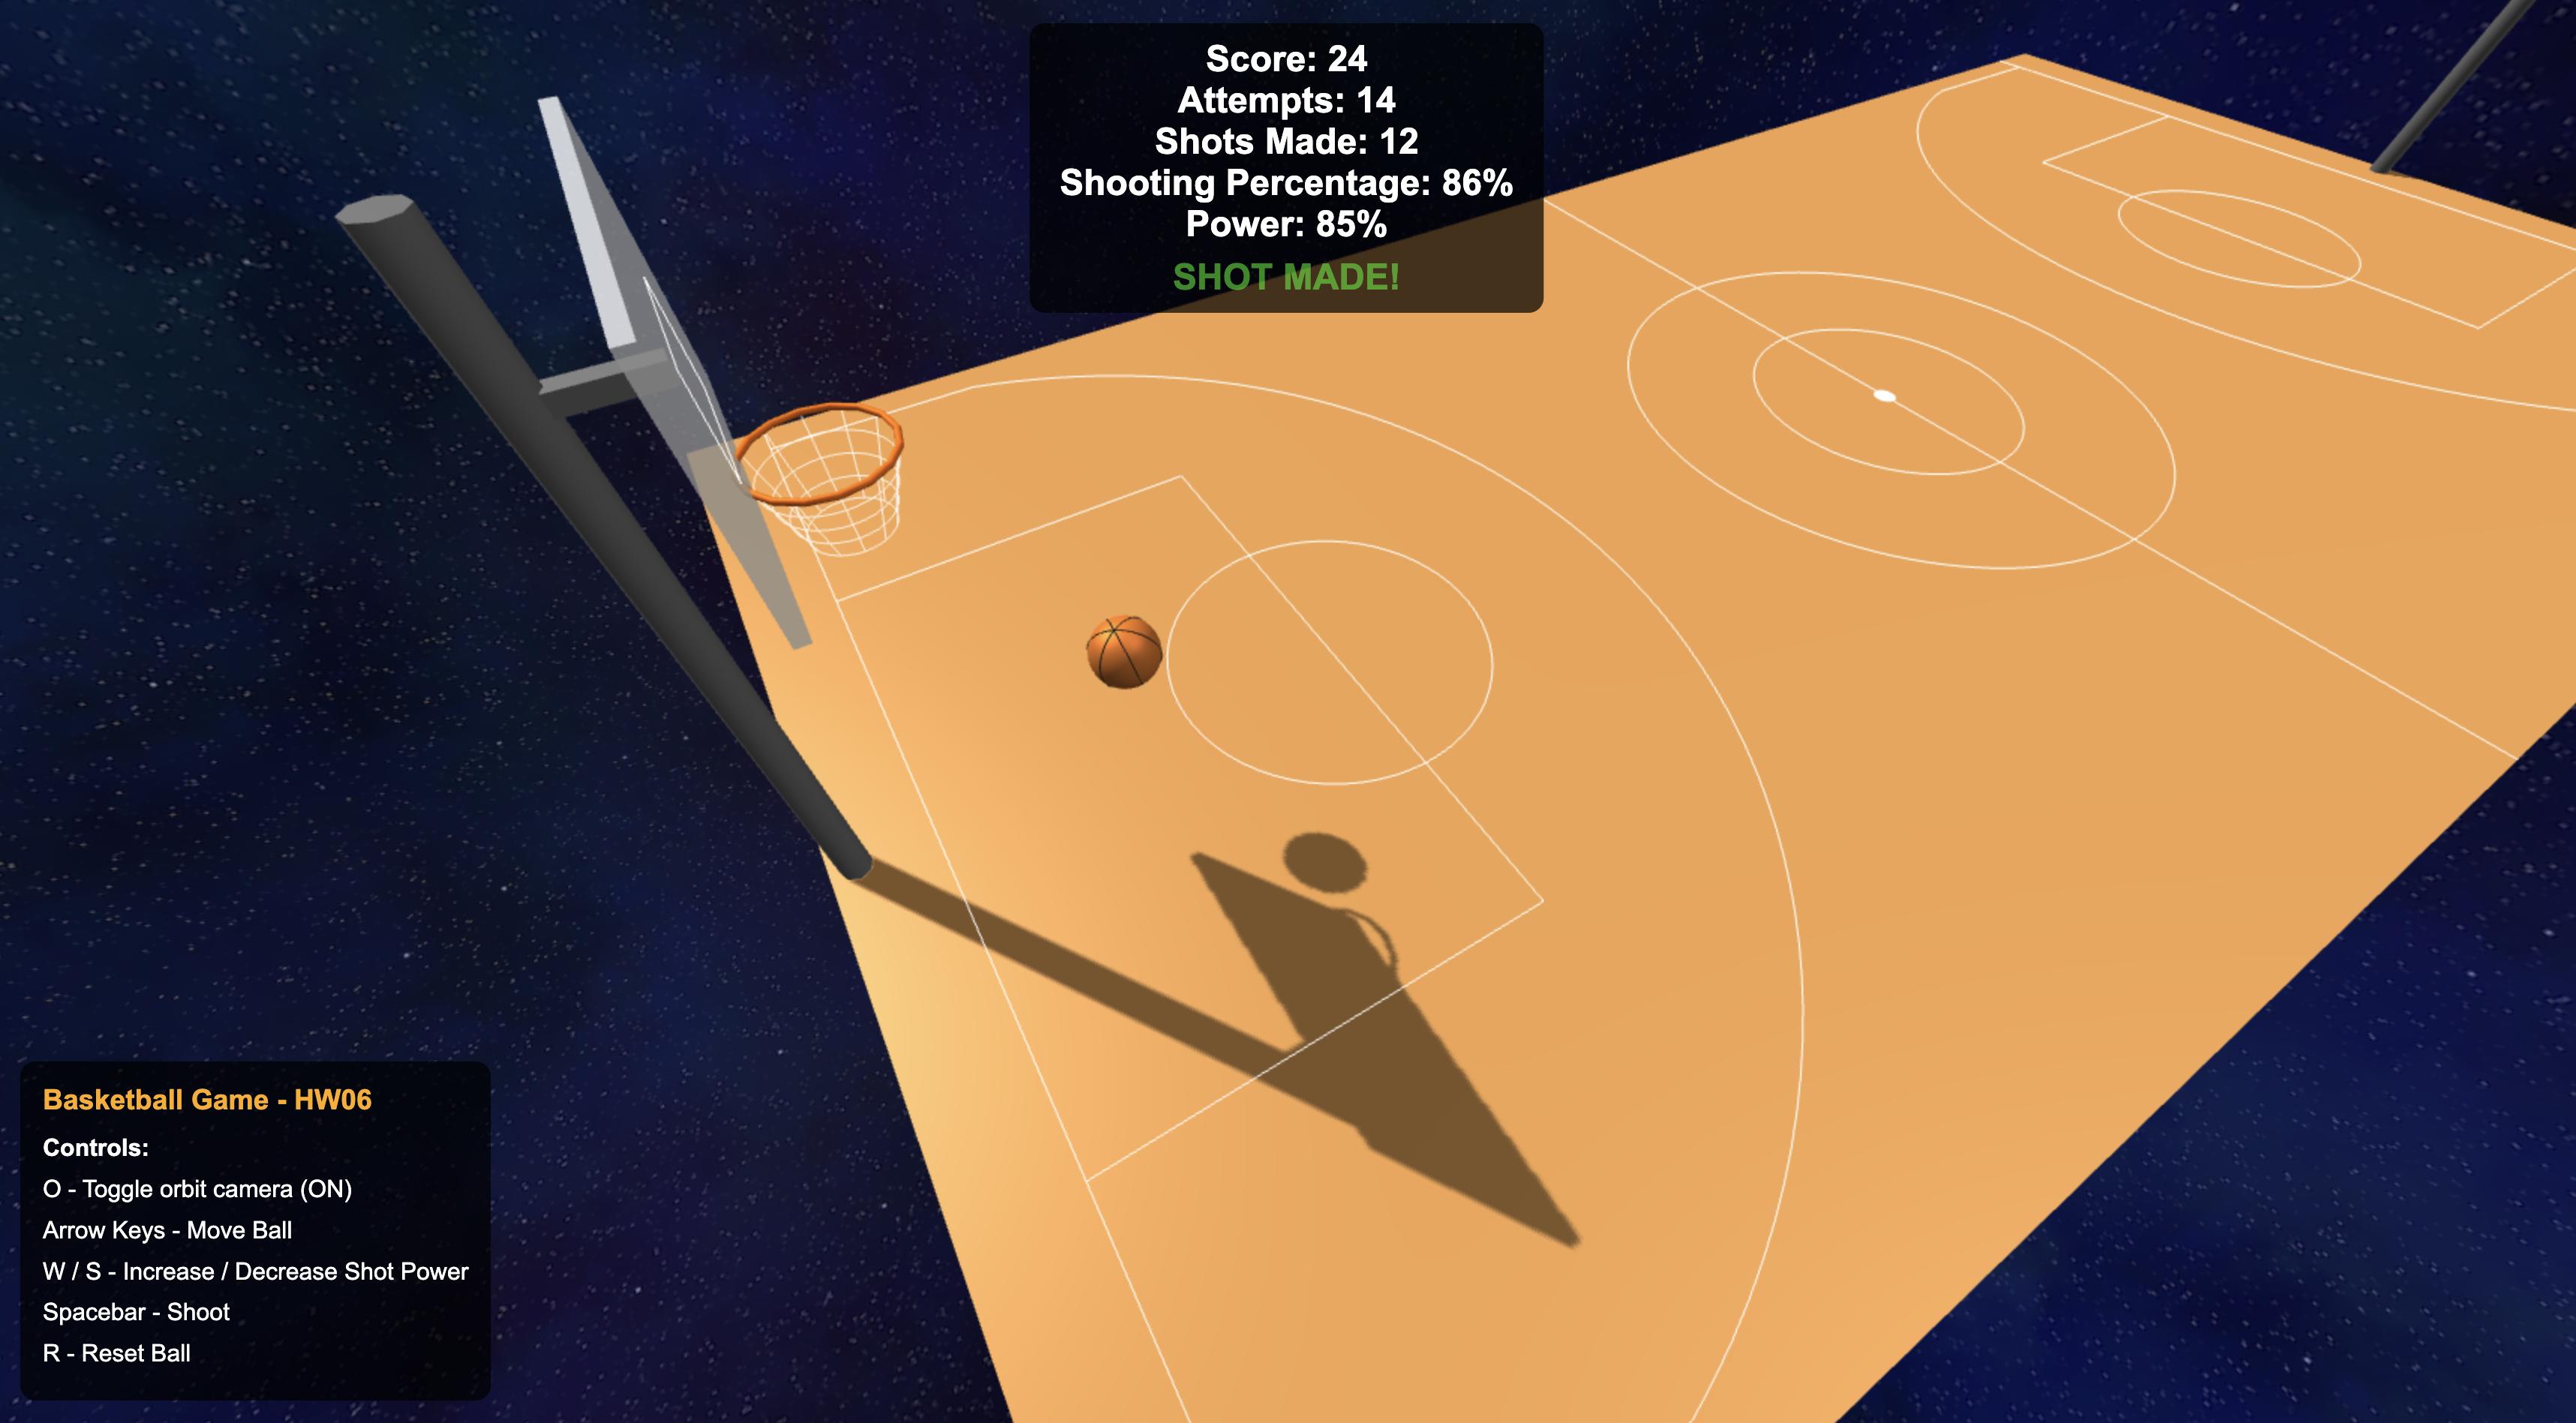 Score: 24
Attempts: 14
Shots Made: 12
Shooting Percentage: 86%
Power: 85%
SHOT MADE!
Basketball Game - HW06
Controls:
O - Toggle orbit camera (ON)
Arrow Keys - Move Ball
W / S - Increase / Decrease Shot Power
Spacebar - Shoot
R - Reset Ball